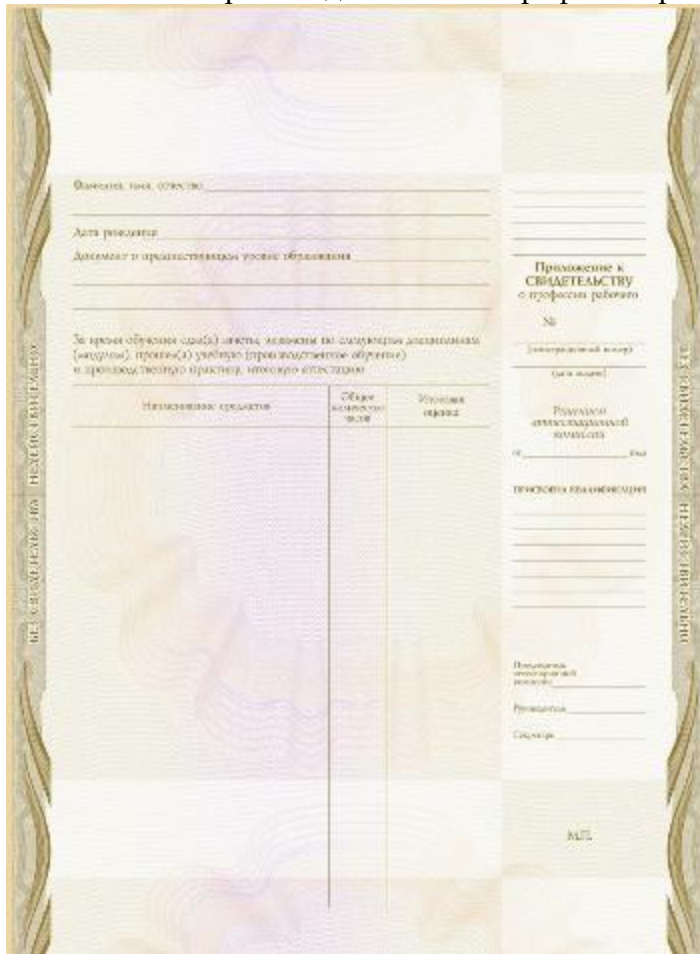 Фамилия, имя, отчество
Дата рождения
Документ о предшествующем уровне образования
За время обучения сдал(а) зачеты, экзамены по следующим дисциплинам
(модулям), прошел(а) учебную (производственное обучение)
и производственную практику, итоговую аттестацию
Наименование предметов
Общее
количество
часов
Итоговая
оценка
Приложение к
СВИДЕТЕЛЬСТВУ
о профессии рабочего
№
(регистрационный номер)
(дата выдачи)
Решением
аттестационной
комиссии
от года
ПРИСВОЕНА КВАЛИФИКАЦИЯ
Председатель
аттестационной
комиссии
Руководитель
Секретарь
М.П.
БЕЗ СВИДЕТЕЛЬСТВА НЕДЕЙСТВИТЕЛЬНО
БЕЗ СВИДЕТЕЛЬСТВА НЕДЕЙСТВИТЕЛЬНО